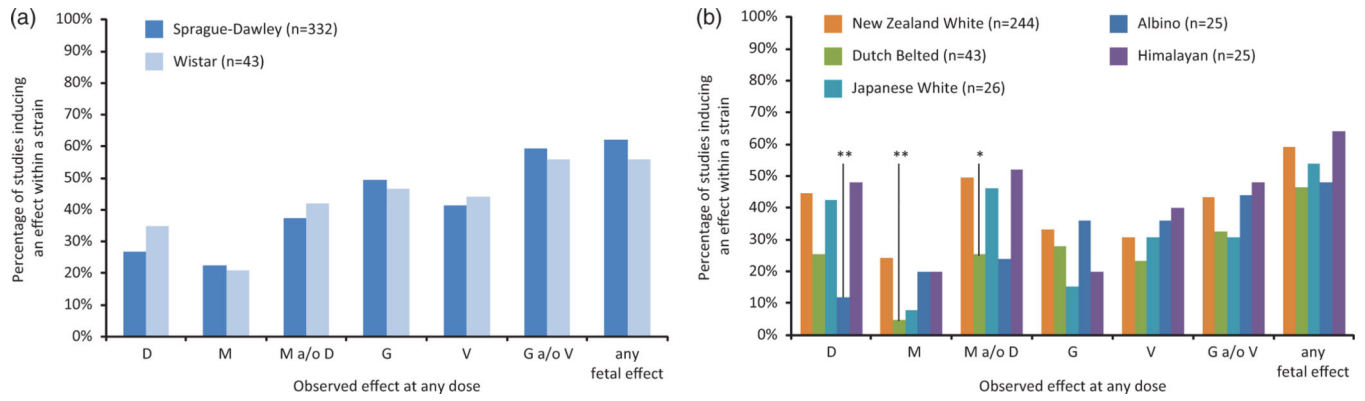 (a)
100%
90%
80%
70%
60%
50%
40%
30%
20%
10%
0%
Percentage of studies inducing
an effect within a strain
Sprague-Dawley (n=332)
Wistar (n=43)
D
M
M a/o D
G
V
G a/o V
any
fetal effect
Observed effect at any dose
(b)
100%
90%
80%
70%
60%
50%
40%
30%
20%
10%
0%
Percentage of studies inducing
an effect within a strain
New Zealand White (n=244)
Dutch Belted (n=43)
Japanese White (n=26)
Albino (n=25)
Himalayan (n=25)
**
**
*
D
M
M a/o D
G
V
G a/o V
any
fetal effect
Observed effect at any dose